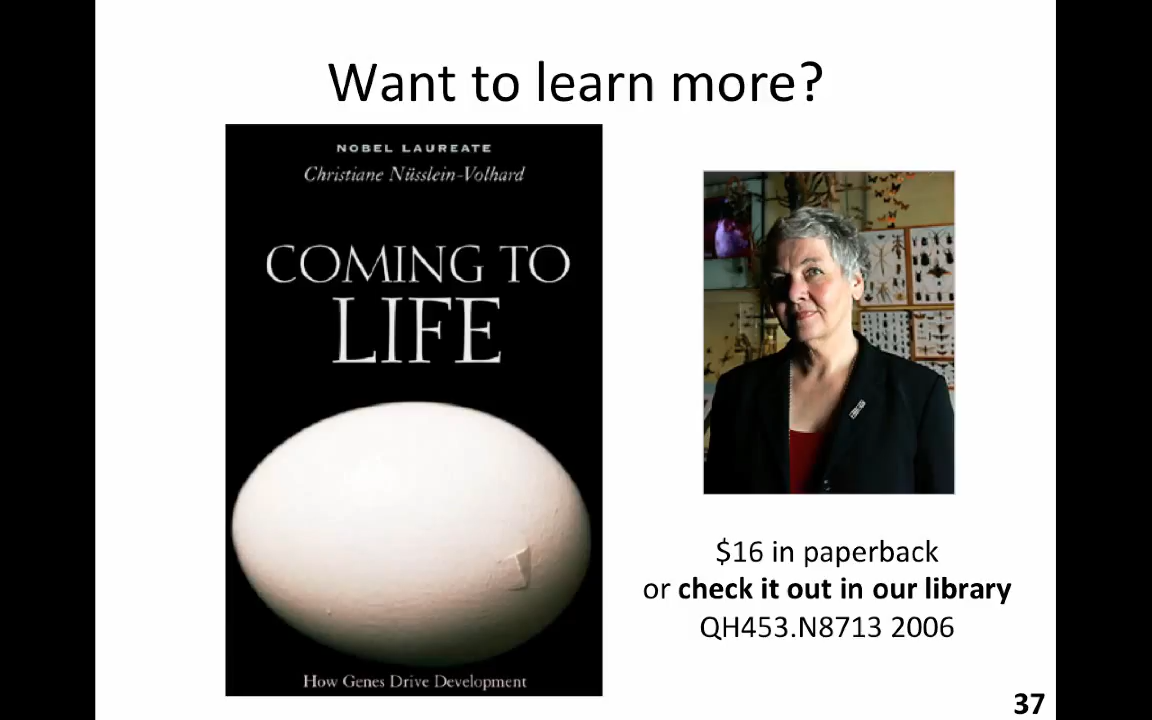 Want to learn more?
NOBEL LAUREATE
Christiane Nüsslein-Volhard
COMING TO
LIFE
How Genes Drive Development
$16 in paperback
or check it out in our library
QH453.N8713 2006
37